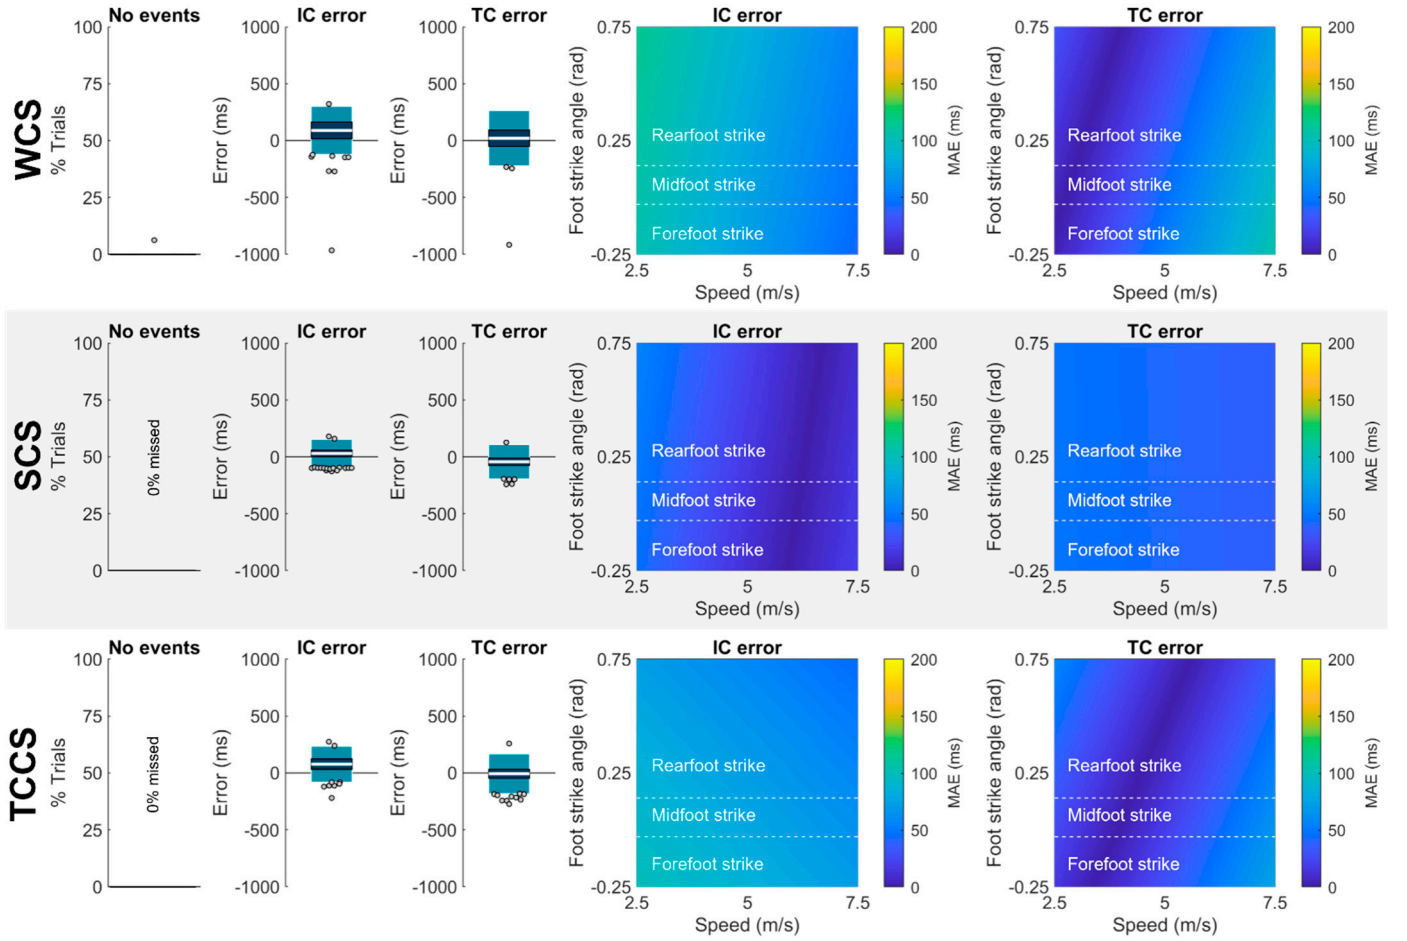 WCS
No events
% Trials
100
75
50
25
0
IC error
Error (ms)
1000
500
0
-500
-1000
TC error
Error (ms)
1000
500
0
-500
-1000
IC error
Foot strike angle (rad)
0.75
0.25
-0.25
Rearfoot strike
Midfoot strike
Forefoot strike
2.5 5 7.5
Speed (m/s)
200
150
100
50
0
MAE (ms)
TC error
Foot strike angle (rad)
0.75
0.25
-0.25
Rearfoot strike
Midfoot strike
Forefoot strike
2.5 5 7.5
Speed (m/s)
200
150
100
50
0
MAE (ms)
SCS
No events
% Trials
100
75
50
25
0
0% missed
IC error
Error (ms)
1000
500
0
-500
-1000
TC error
Error (ms)
1000
500
0
-500
-1000
IC error
Foot strike angle (rad)
0.75
0.25
-0.25
Rearfoot strike
Midfoot strike
Forefoot strike
2.5 5 7.5
Speed (m/s)
200
150
100
50
0
MAE (ms)
TC error
Foot strike angle (rad)
0.75
0.25
-0.25
Rearfoot strike
Midfoot strike
Forefoot strike
2.5 5 7.5
Speed (m/s)
200
150
100
50
0
MAE (ms)
TCCS
No events
% Trials
100
75
50
25
0
0% missed
IC error
Error (ms)
1000
500
0
-500
-1000
TC error
Error (ms)
1000
500
0
-500
-1000
IC error
Foot strike angle (rad)
0.75
0.25
-0.25
Rearfoot strike
Midfoot strike
Forefoot strike
2.5 5 7.5
Speed (m/s)
200
150
100
50
0
MAE (ms)
TC error
Foot strike angle (rad)
0.75
0.25
-0.25
Rearfoot strike
Midfoot strike
Forefoot strike
2.5 5 7.5
Speed (m/s)
200
150
100
50
0
MAE (ms)